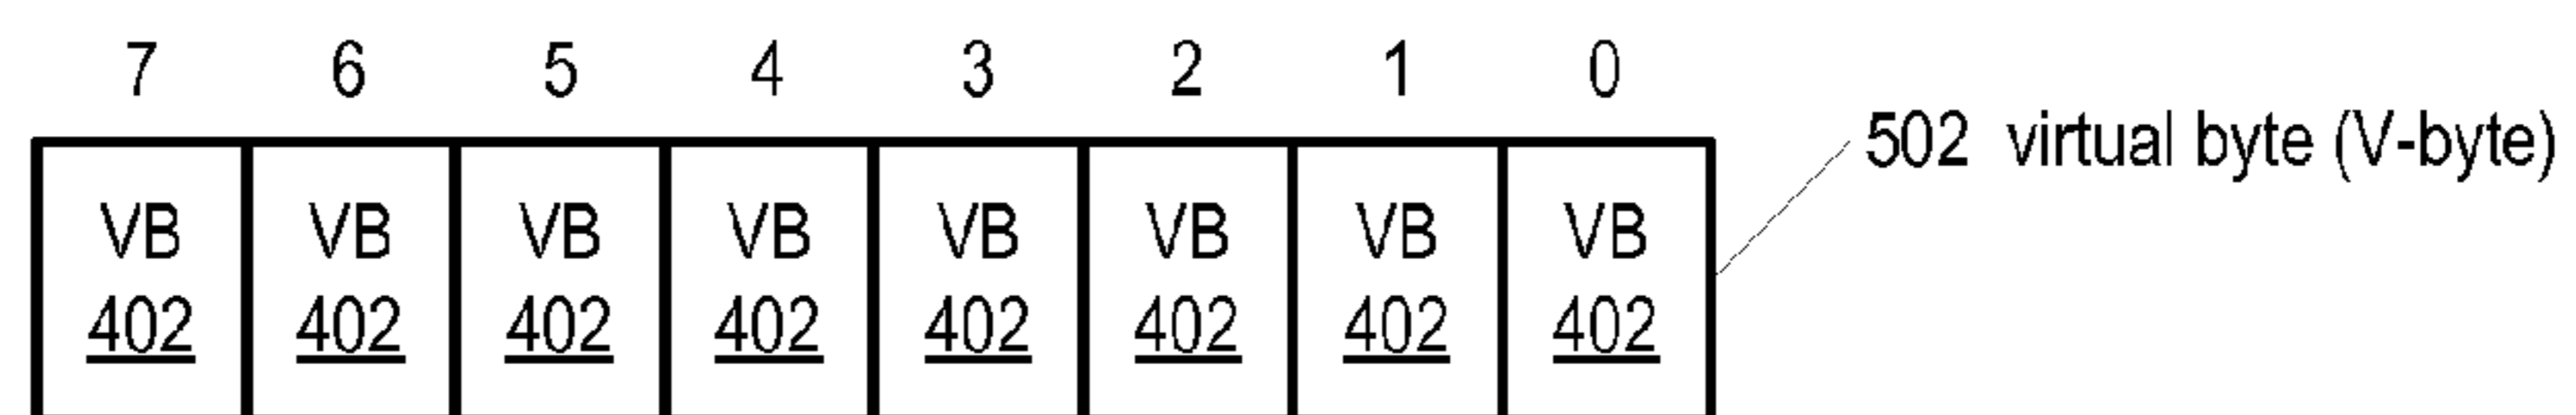 7 6 5 4 3 2 1 0
502 virtual byte (V-byte)
VB VB VB VB VB VB VB VB
402 402 402 402 402 402 402 402